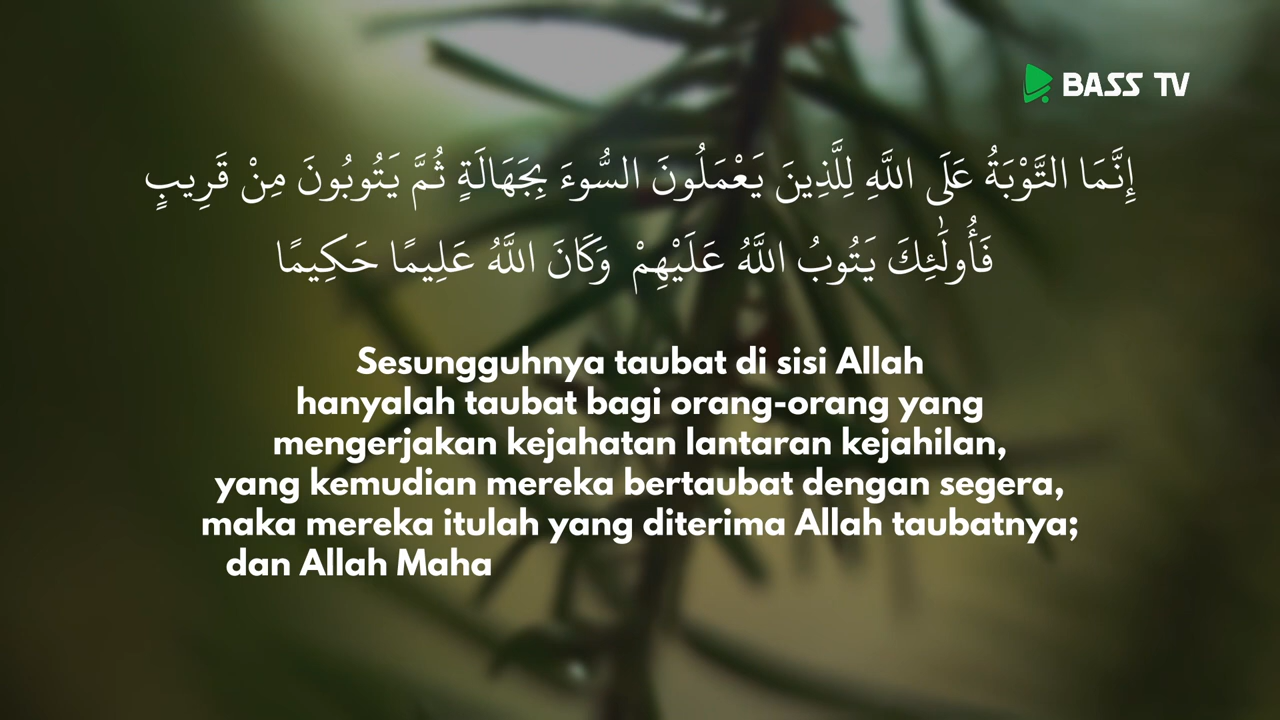 BASS TV
إِنَّمَا التَّوْبَةُ عَلَى اللَّهِ لِلَّذِينَ يَعْمَلُونَ السُّوءَ بِجَهَالَةٍ ثُمَّ يَتُوبُونَ مِنْ قَرِيبٍ
فَأُولَٰئِكَ يَتُوبُ اللَّهُ عَلَيْهِمْ وَكَانَ اللَّهُ عَلِيمًا حَكِيمًا
Sesungguhnya taubat di sisi Allah
hanyalah taubat bagi orang-orang yang
mengerjakan kejahatan lantaran kejahilan,
yang kemudian mereka bertaubat dengan segera,
maka mereka itulah yang diterima Allah taubatnya;
dan Allah Maha